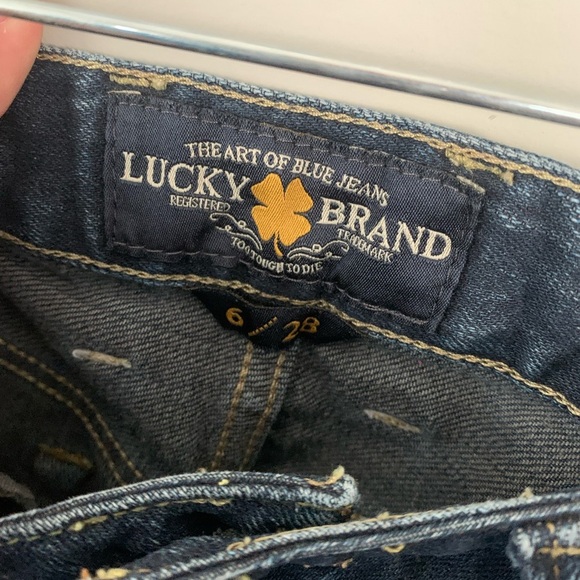 THE ART OF BLUE JEANS
LUCKY BRAND
REGISTERED TRADEMARK
TOO TOUGH TO DIE
6 28